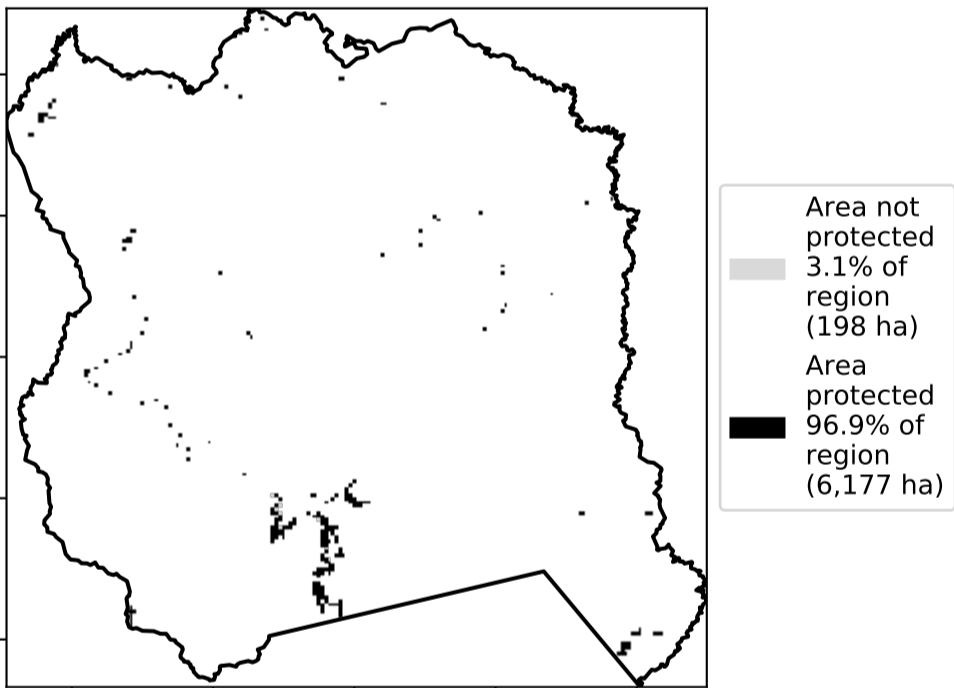 Area not
protected
3.1% of
region
(198 ha)
Area
protected
96.9% of
region
(6,177 ha)